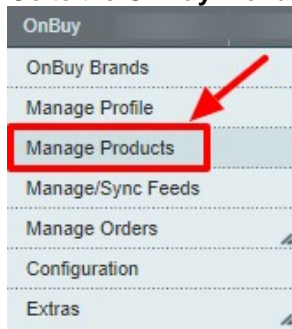 OnBuy
OnBuy Brands
Manage Profile
Manage Products
Manage/Sync Feeds
Manage Orders
Configuration
Extras